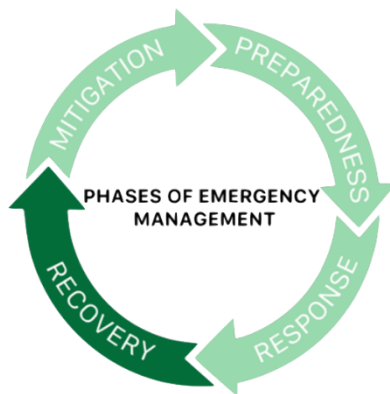 MITIGATION
PREPAREDNESS
PHASES OF EMERGENCY
MANAGEMENT
RECOVERY
RESPONSE